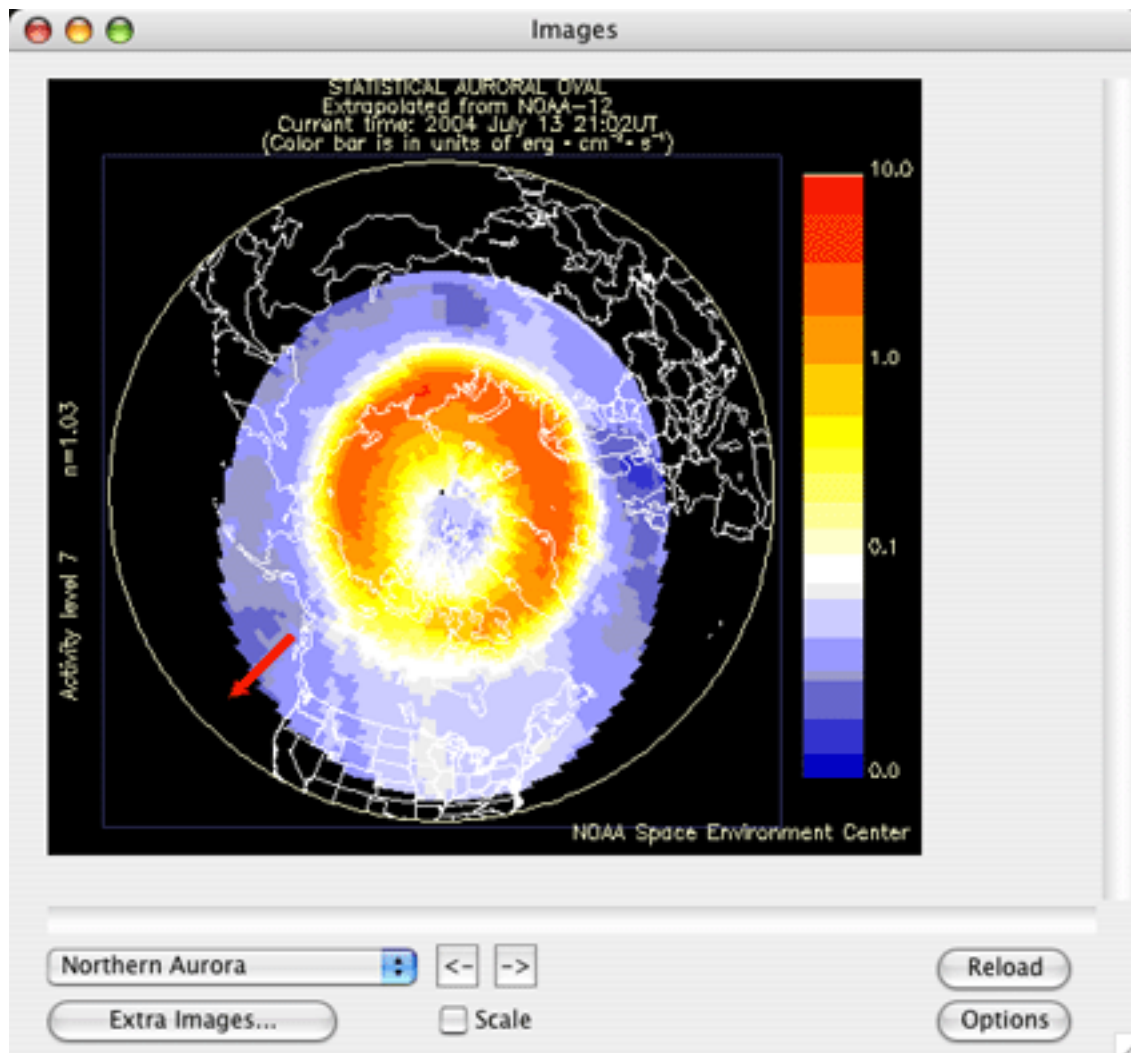 Images
STATISTICAL AURORAL OVAL
Extrapolated from NOAA-12
Current time: 2004 July 13 21:02UT
(Color bar is in units of erg · cm⁻² · s⁻¹)
10.0
1.0
0.1
0.0
n=1.03
Activity level 7
NOAA Space Environment Center
Northern Aurora
<-
->
Reload
Extra Images...
Scale
Options